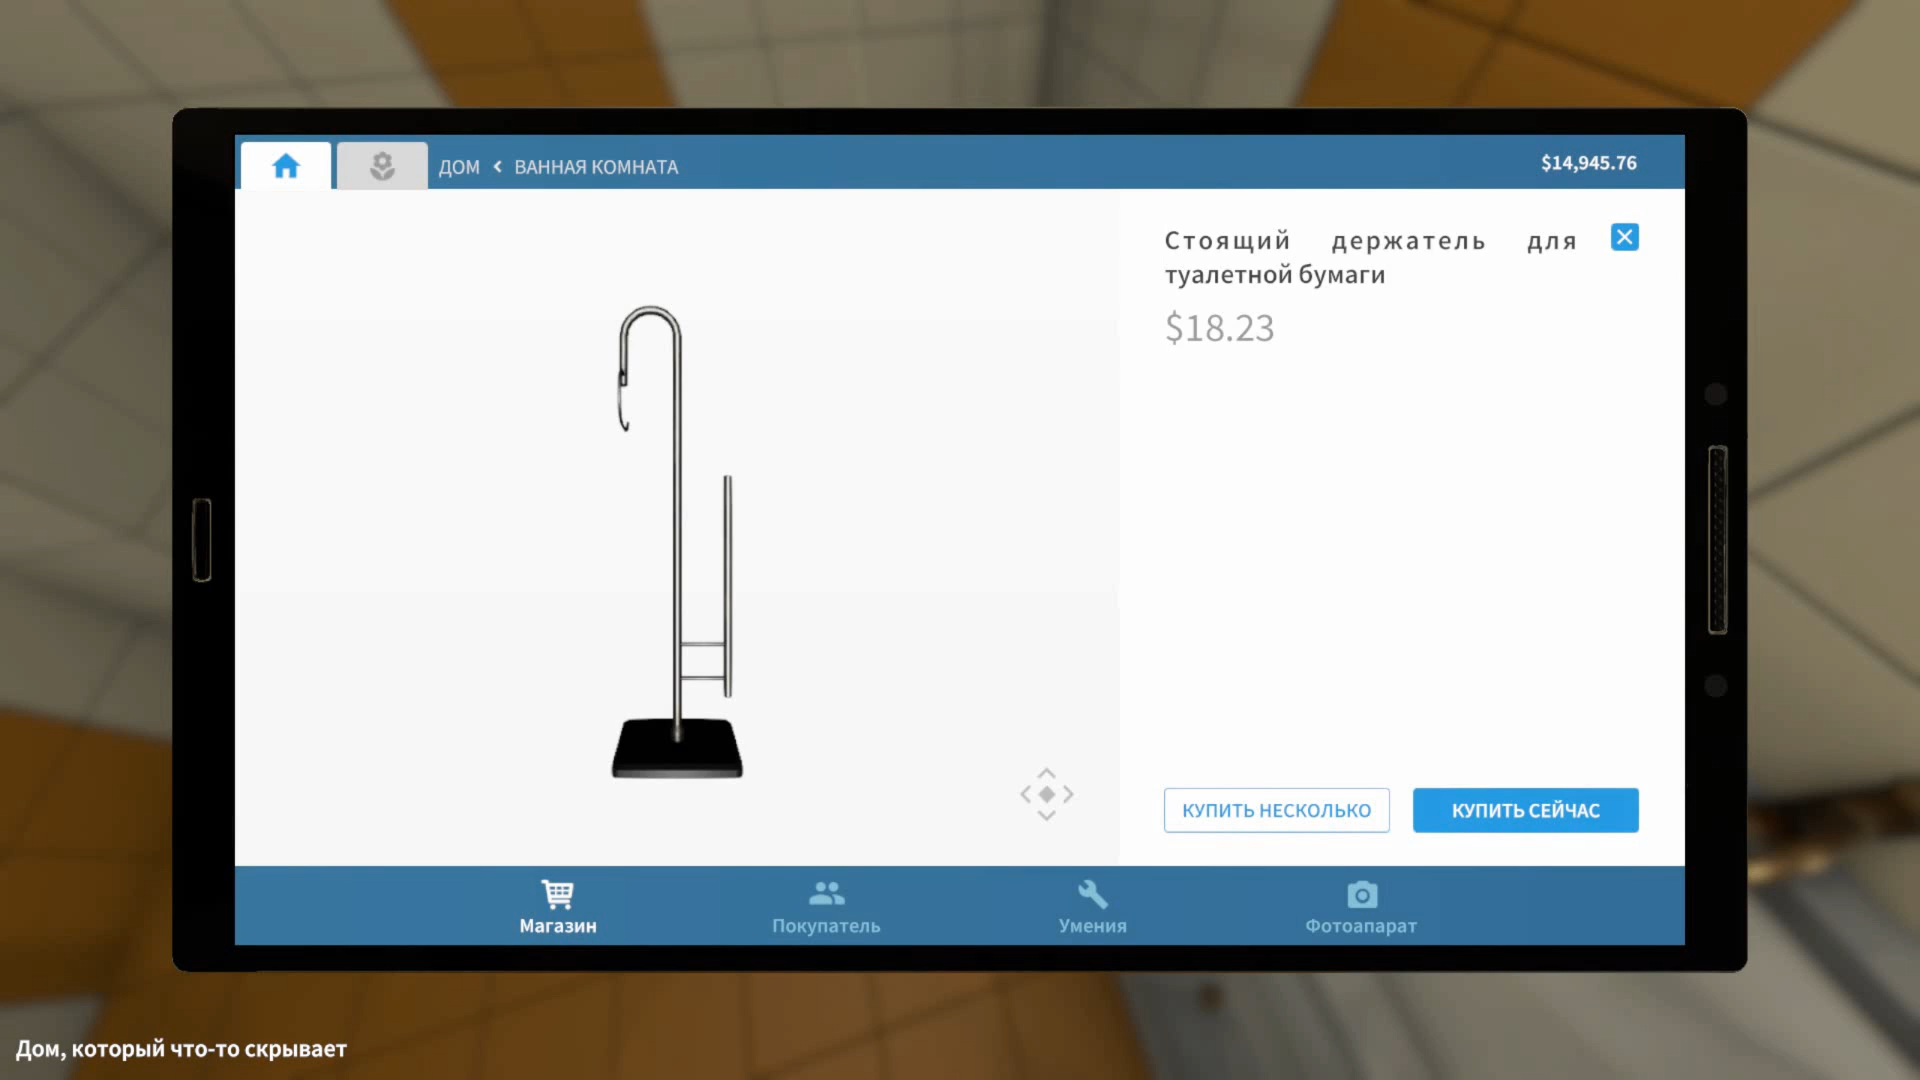 ДОМ < ВАННАЯ КОМНАТА
$14,945.76
Стоящий держатель для
туалетной бумаги
$18.23
КУПИТЬ НЕСКОЛЬКО
КУПИТЬ СЕЙЧАС
Магазин
Покупатель
Умения
Фотоапарат
Дом, который что-то скрывает